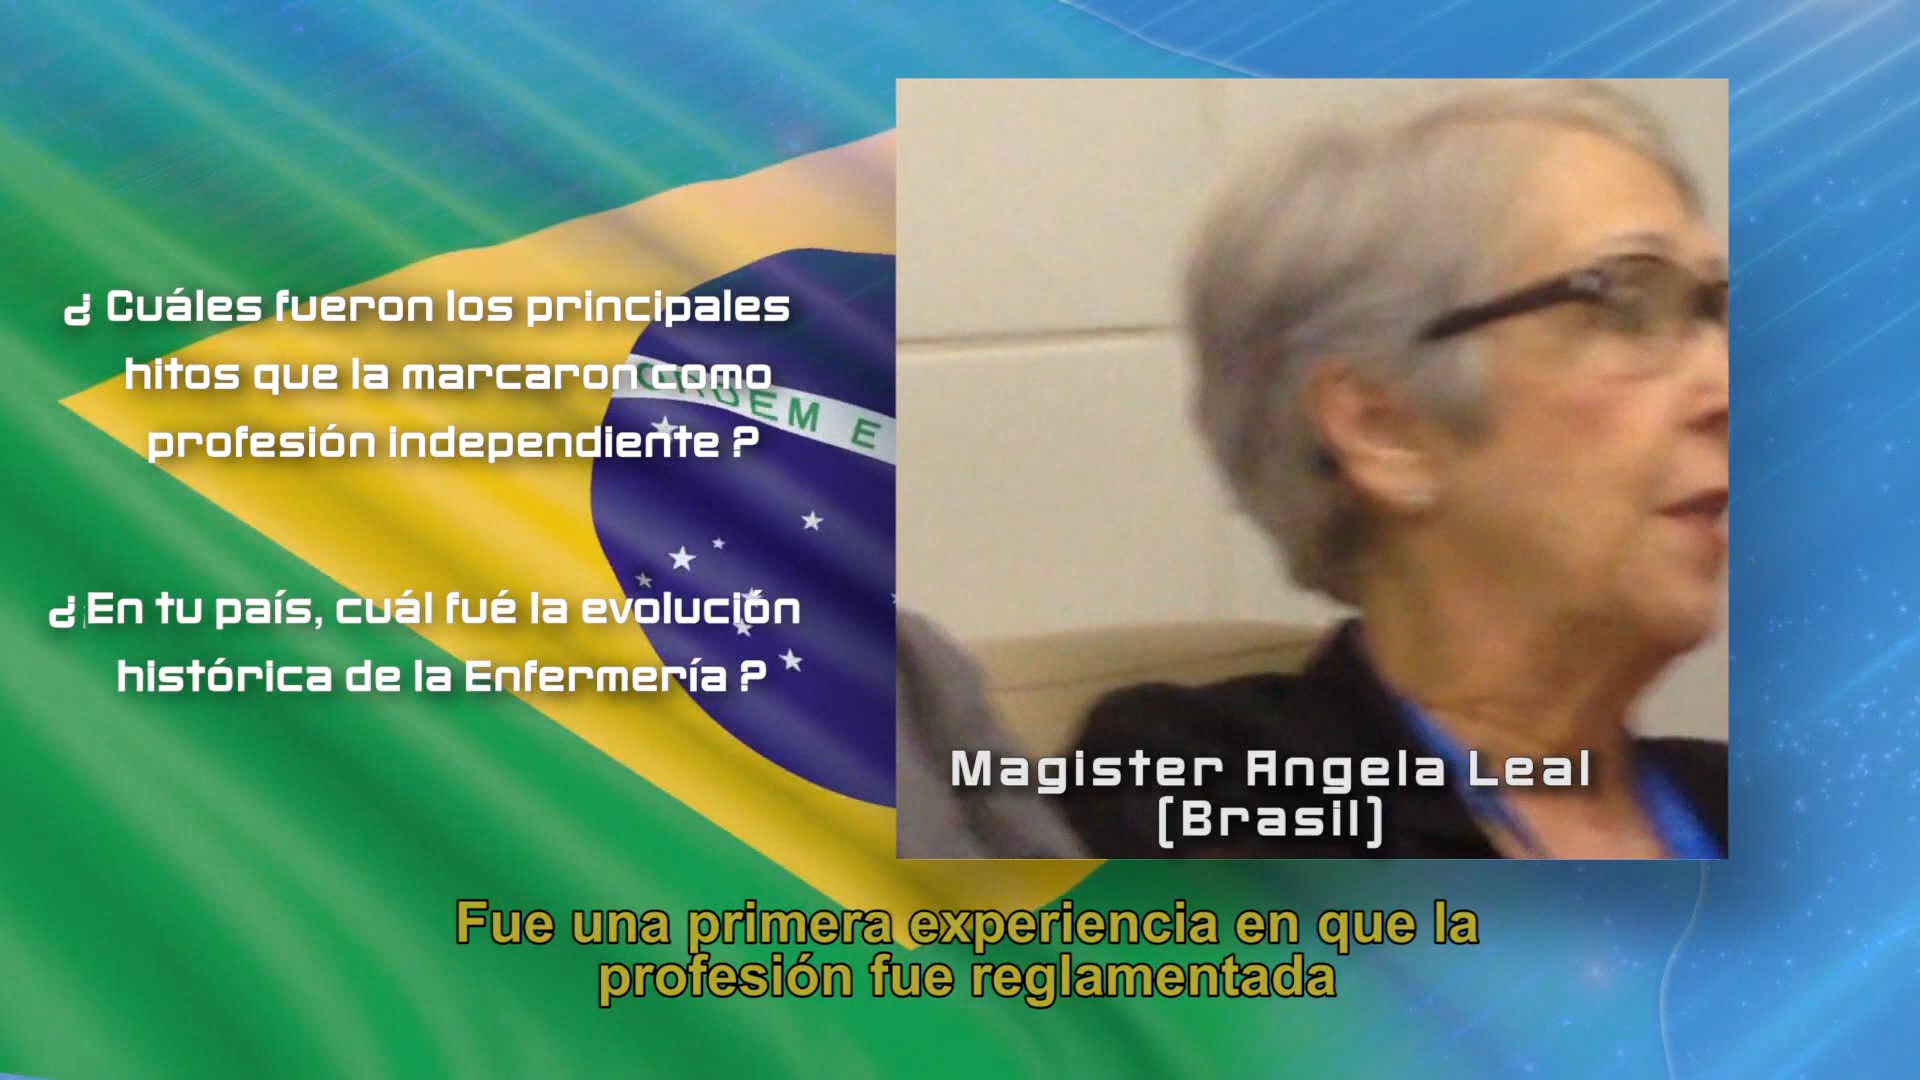 ¿ Cuáles fueron los principales
hitos que la marcaron como
profesión independiente ?
ORDEM E
¿ En tu país, cuál fué la evolución
histórica de la Enfermería ?
Magister Angela Leal
(Brasil)
Fue una primera experiencia en que la
profesión fue reglamentada